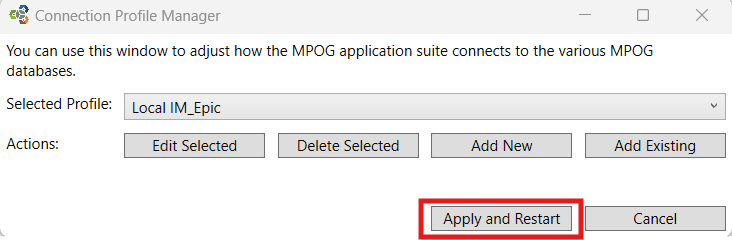 Connection Profile Manager
You can use this window to adjust how the MPOG application suite connects to the various MPOG
databases.
Selected Profile: Local IM_Epic
Actions: Edit Selected Delete Selected Add New Add Existing
Apply and Restart Cancel